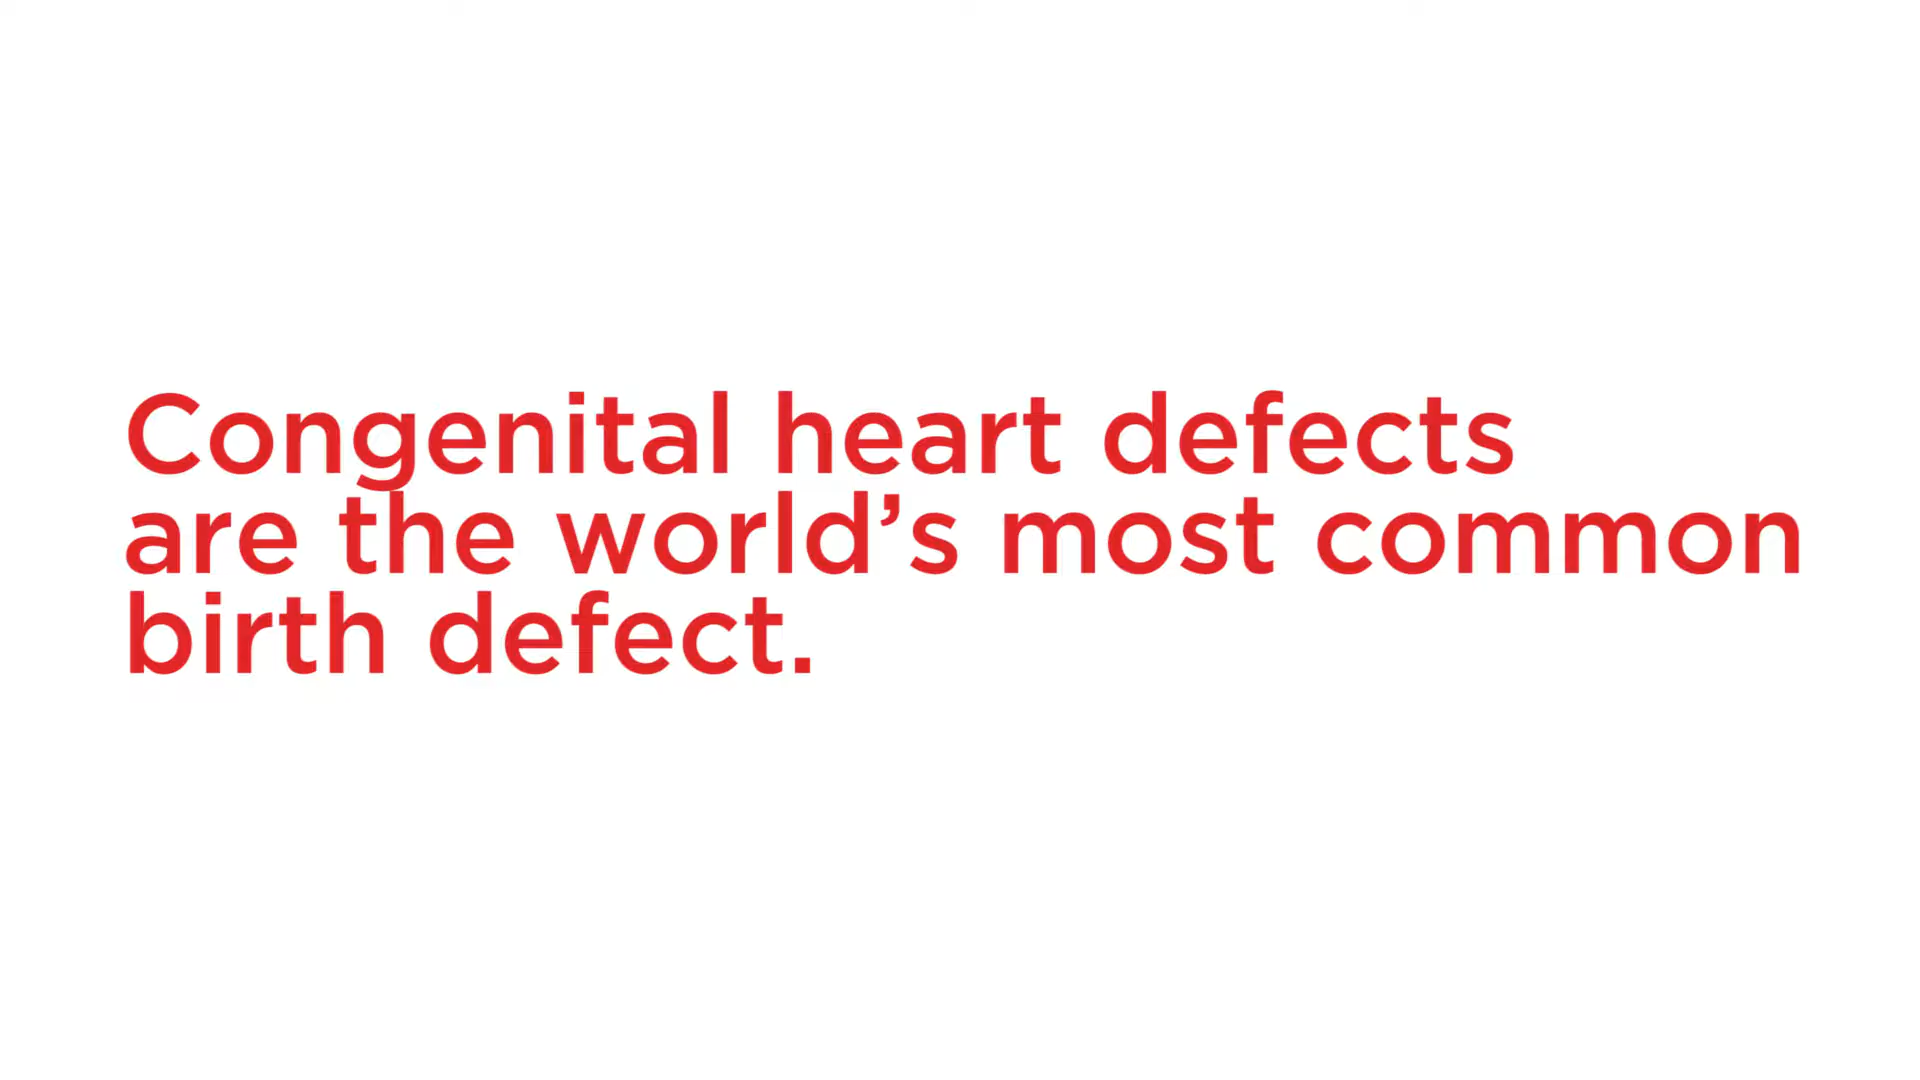 Congenital heart defects
are the world’s most common
birth defect.